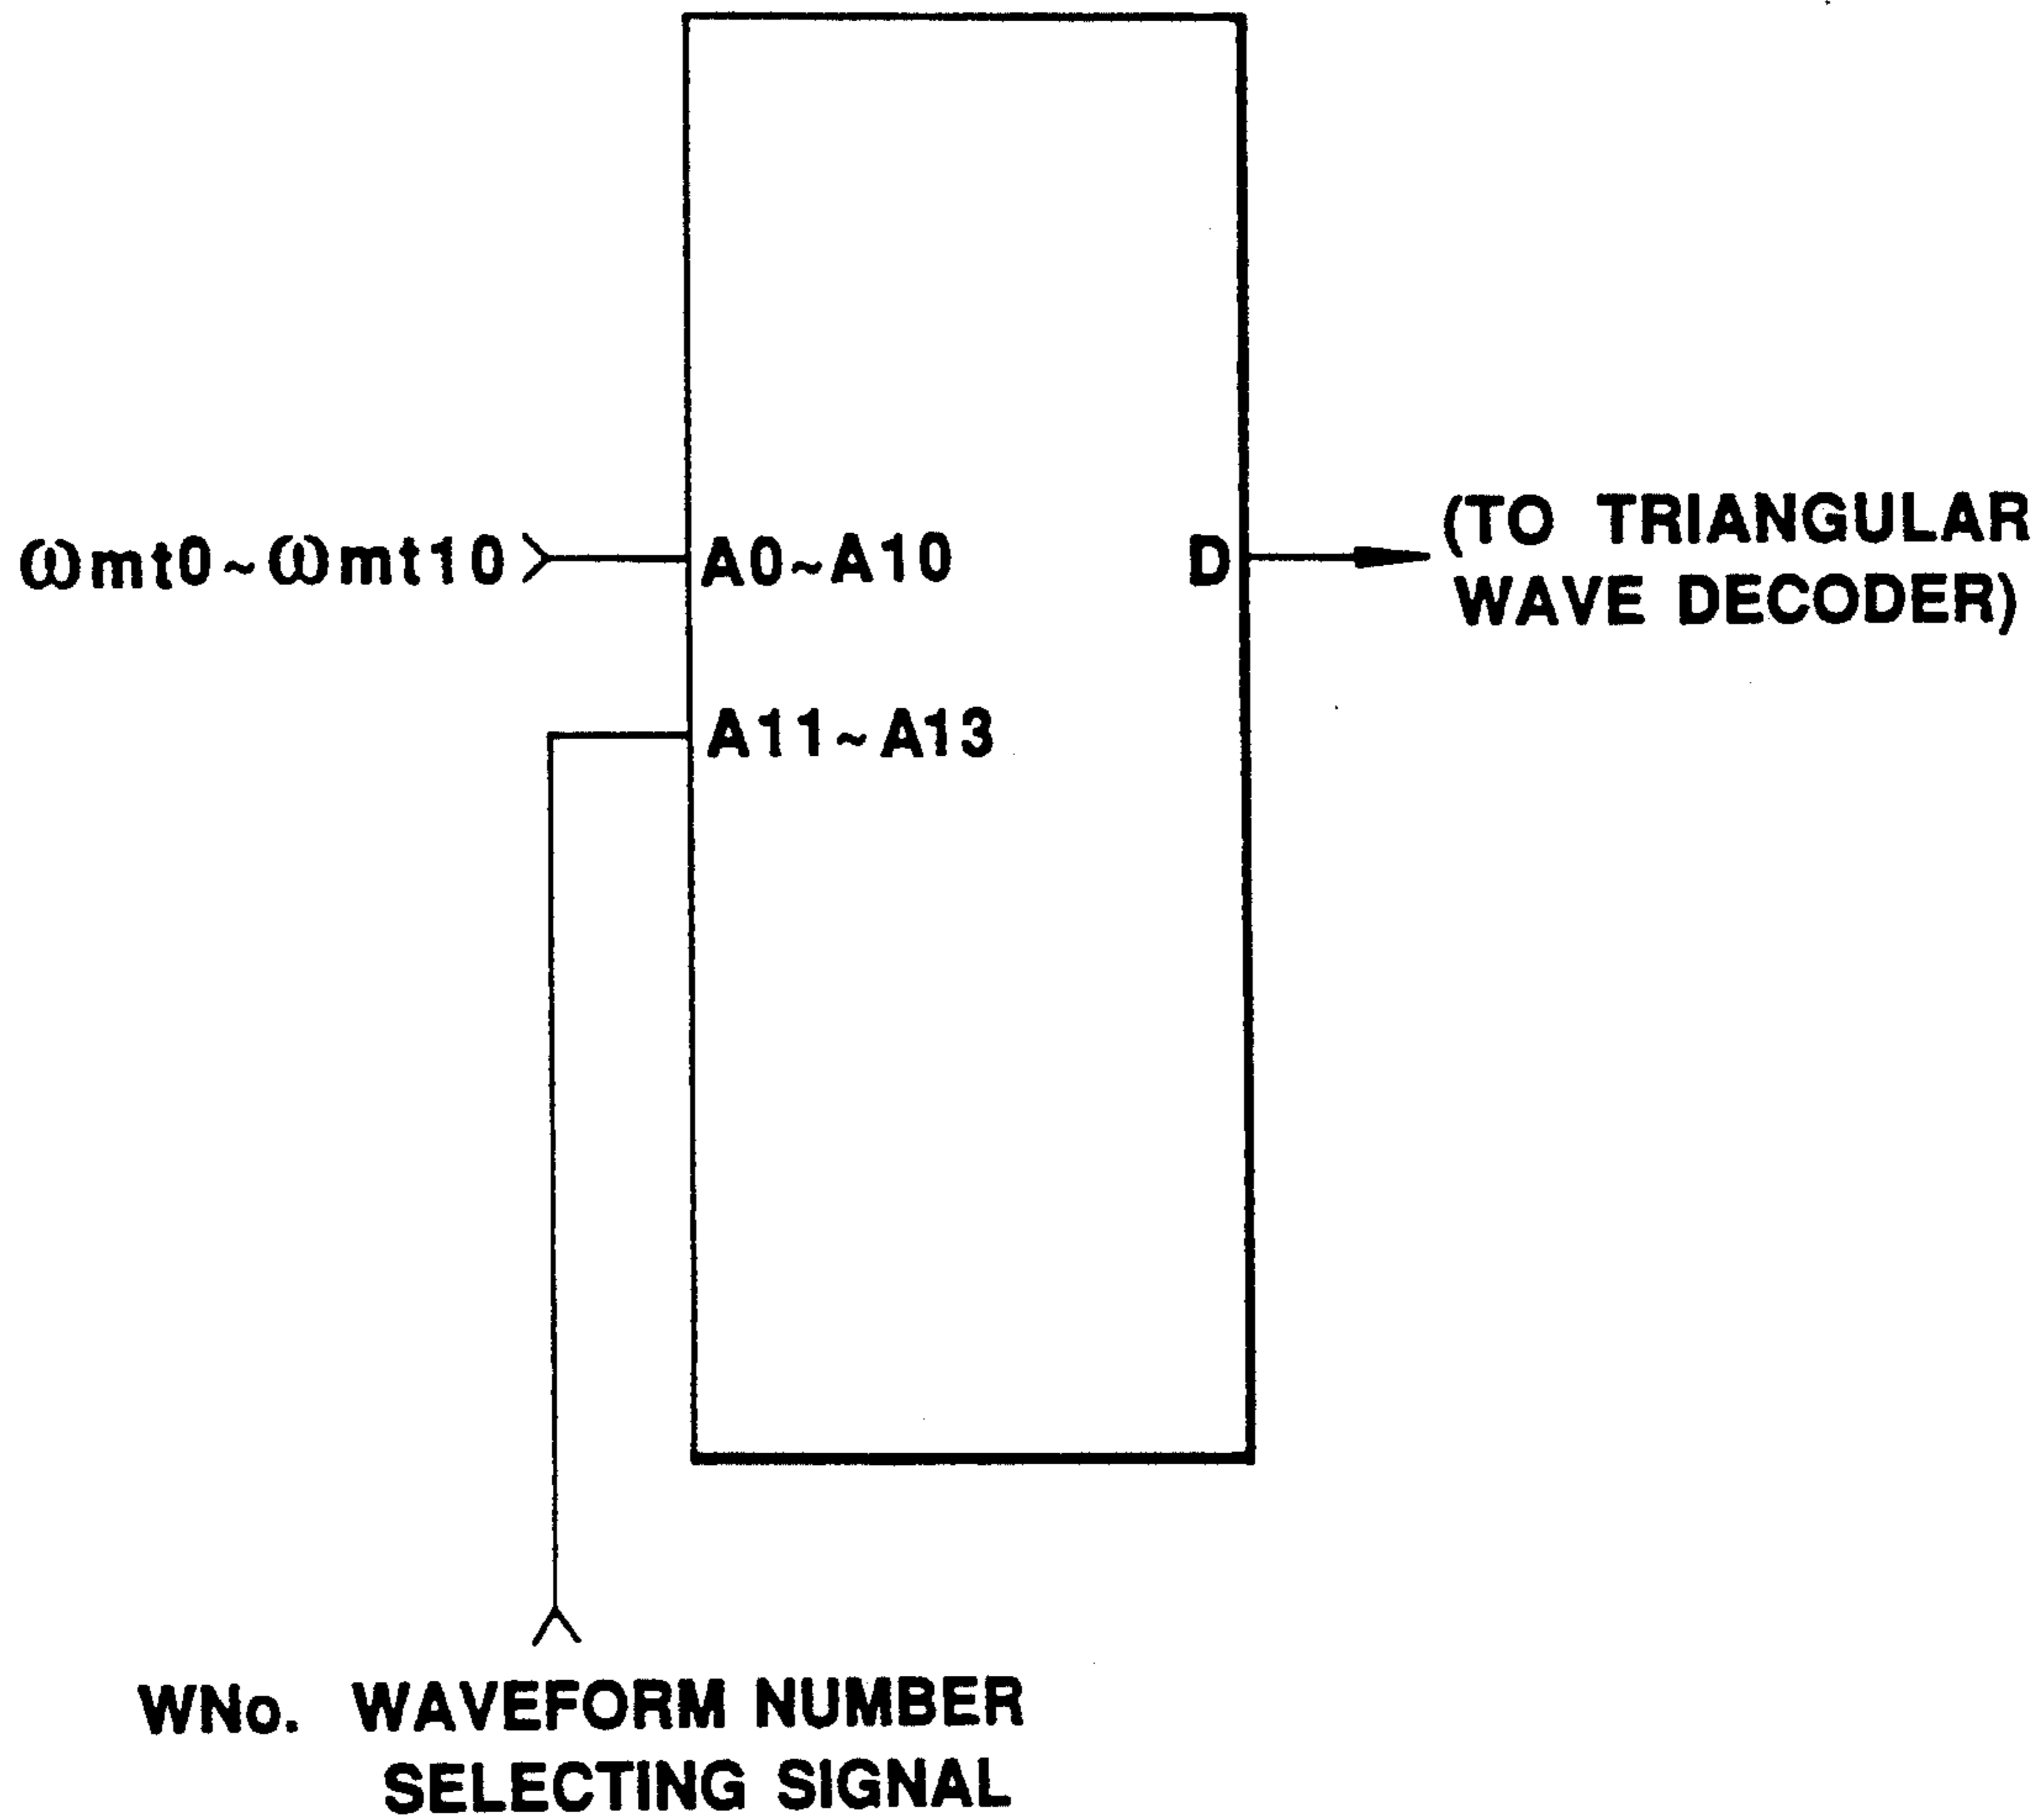 ωmt0~ωmt10
A0~A10
D
(TO TRIANGULAR
WAVE DECODER)
A11~A13
WNo. WAVEFORM NUMBER
SELECTING SIGNAL